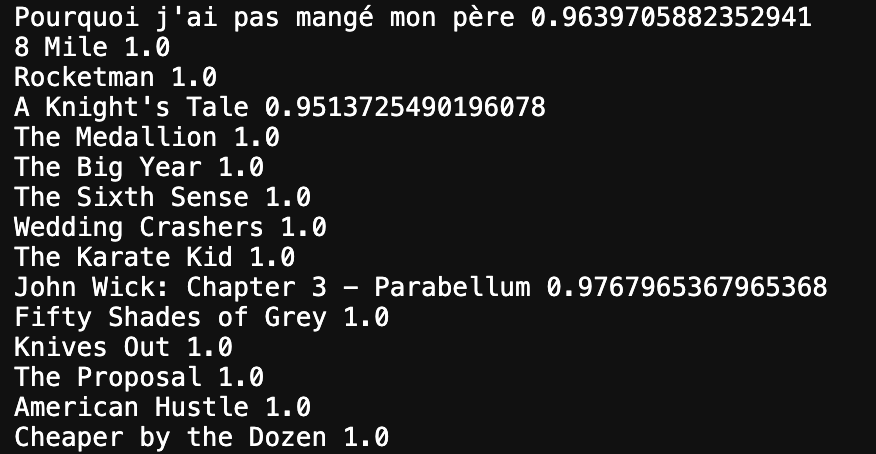 Pourquoi j'ai pas mangé mon père 0.9639705882352941
8 Mile 1.0
Rocketman 1.0
A Knight's Tale 0.9513725490196078
The Medallion 1.0
The Big Year 1.0
The Sixth Sense 1.0
Wedding Crashers 1.0
The Karate Kid 1.0
John Wick: Chapter 3 – Parabellum 0.9767965367965368
Fifty Shades of Grey 1.0
Knives Out 1.0
The Proposal 1.0
American Hustle 1.0
Cheaper by the Dozen 1.0